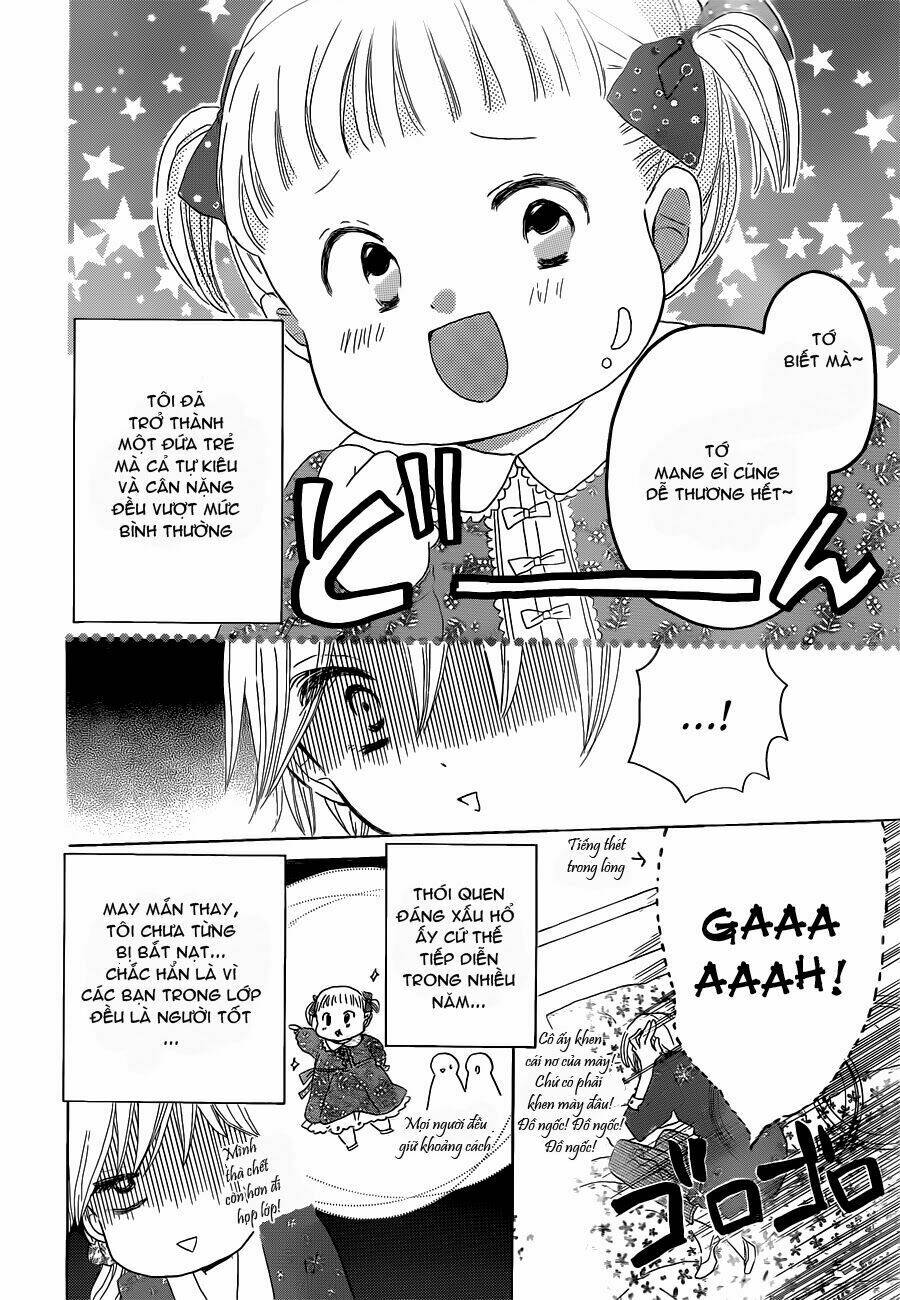 TỚ
BIẾT MÀ~
TỚ
MANG GÌ CŨNG
DỄ THƯƠNG HẾT~
TÔI ĐÃ
TRỞ THÀNH
MỘT ĐỨA TRẺ
MÀ CẢ TỰ KIÊU
VÀ CÂN NẶNG
ĐỀU VƯỢT MỨC
BÌNH THƯỜNG
どーん
...!
Tiếng thét
trong lòng
GAAA
AAAH!
Cô ấy khen
cái nơ của mày!
Chứ có phải
khen mày đâu!
Đồ ngốc! Đồ ngốc!
Đồ ngốc!
ゴロゴロ
THÓI QUEN
ĐÁNG XẤU HỔ
ẤY CỨ THẾ
TIẾP DIỄN
TRONG NHIỀU
NĂM...
Mọi người đều
giữ khoảng cách
MAY MẮN THAY,
TÔI CHƯA TỪNG
BỊ BẮT NẠT...
CHẮC HẲN LÀ VÌ
CÁC BẠN TRONG LỚP
ĐỀU LÀ NGƯỜI TỐT
...
Mình
thà chết
còn hơn đi
họp lớp!